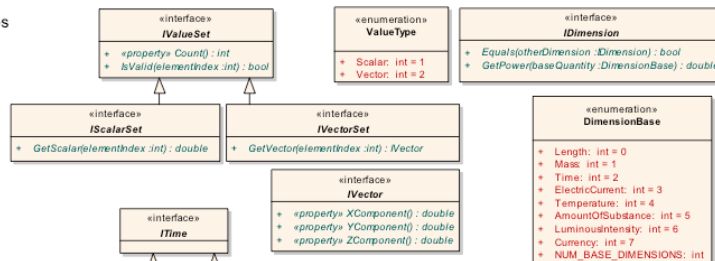 es
«interface»
IValueSet
+ «property» Count() : int
+ IsValid(elementIndex :int) : bool
«enumeration»
ValueType
+ Scalar: int = 1
+ Vector: int = 2
«interface»
IDimension
+ Equals(otherDimension :IDimension) : bool
+ GetPower(baseQuantity :DimensionBase) : double
«interface»
IScalarSet
+ GetScalar(elementIndex :int) : double
«interface»
IVectorSet
+ GetVector(elementIndex :int) : IVector
«enumeration»
DimensionBase
+ Length: int = 0
+ Mass: int = 1
+ Time: int = 2
+ ElectricCurrent: int = 3
+ Temperature: int = 4
+ AmountOfSubstance: int = 5
+ LuminousIntensity: int = 6
+ Currency: int = 7
+ NUM_BASE_DIMENSIONS: int
«interface»
IVector
+ «property» XComponent() : double
+ «property» YComponent() : double
+ «property» ZComponent() : double
«interface»
ITime